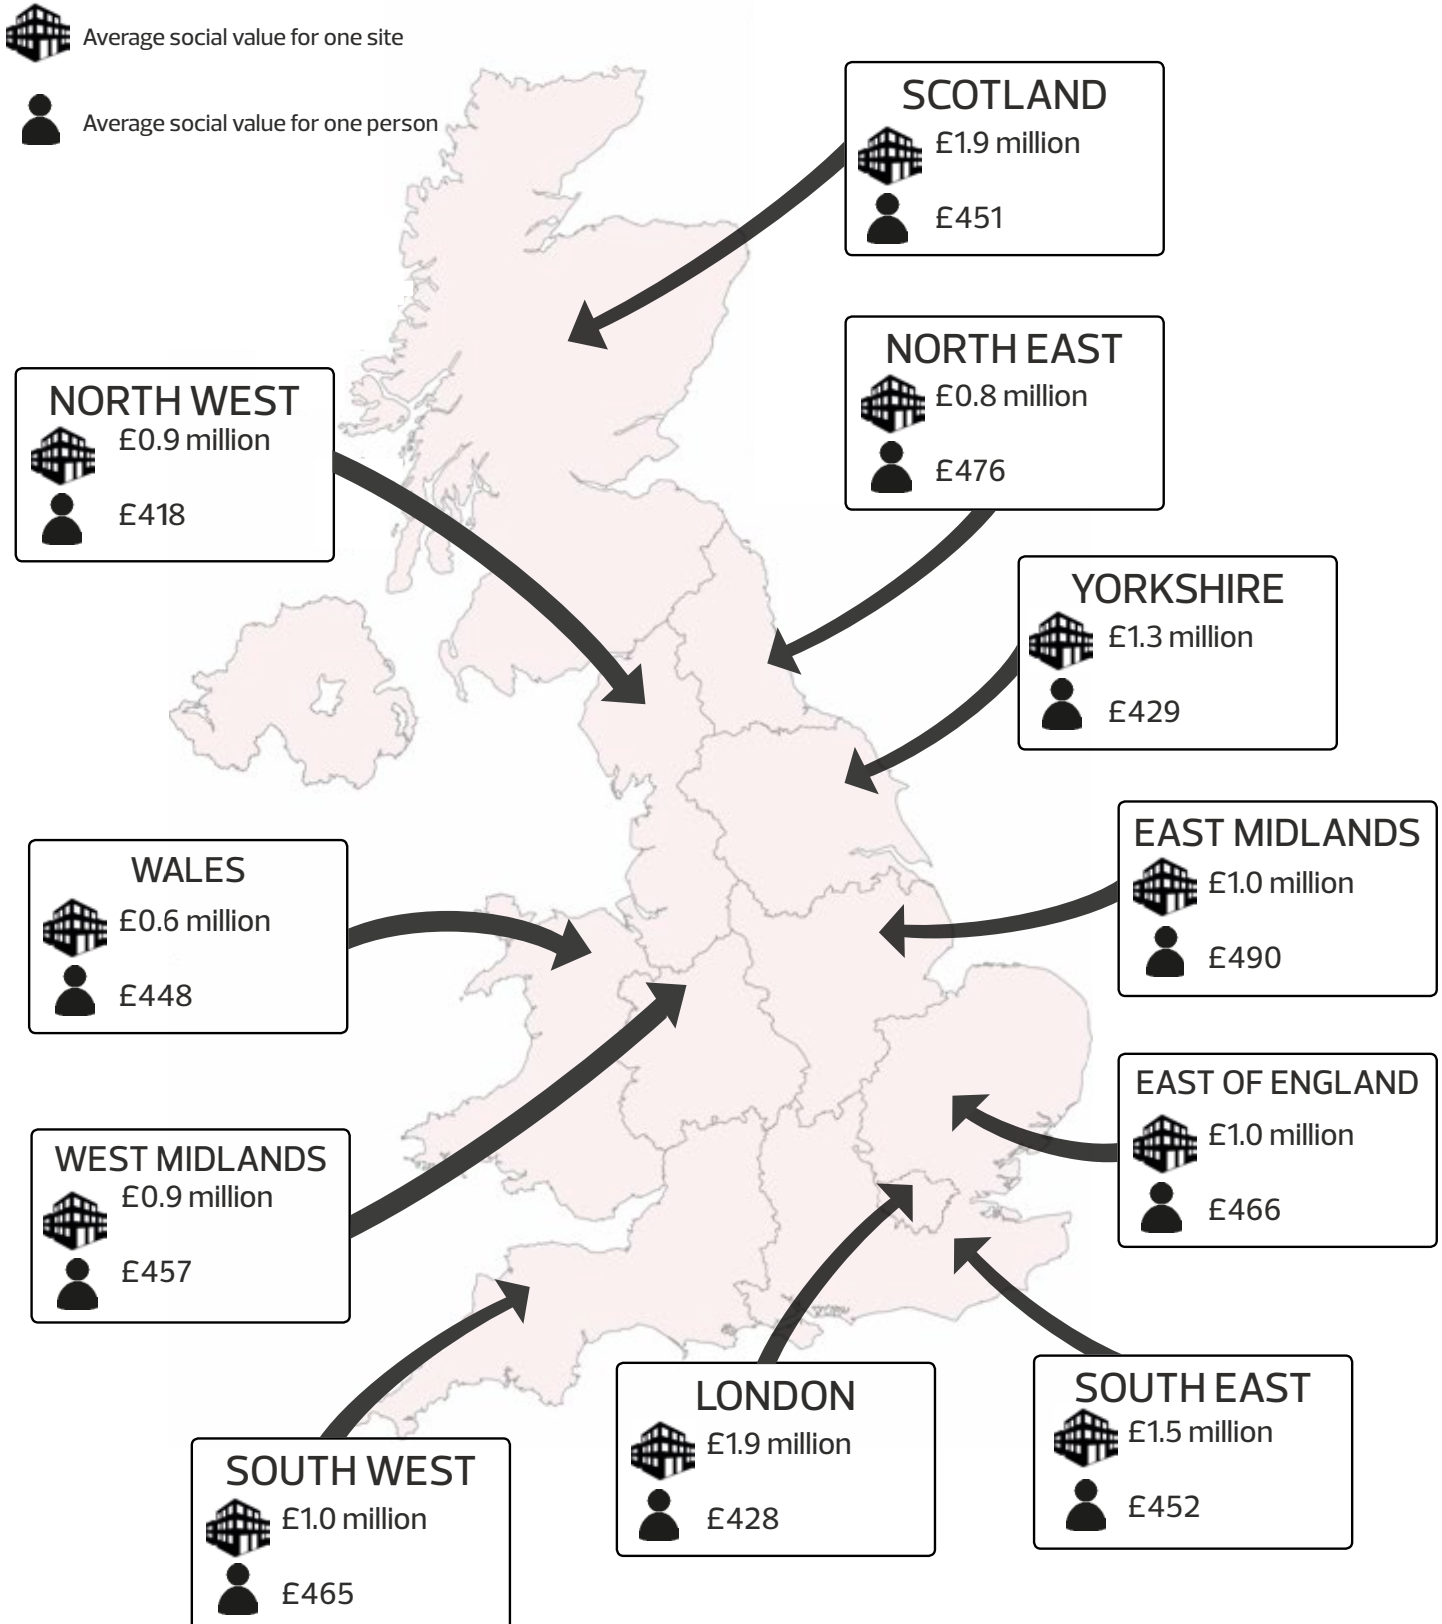 Average social value for one site
Average social value for one person
SCOTLAND
£1.9 million
£451
NORTH EAST
£0.8 million
£476
NORTH WEST
£0.9 million
£418
YORKSHIRE
£1.3 million
£429
EAST MIDLANDS
£1.0 million
£490
WALES
£0.6 million
£448
EAST OF ENGLAND
£1.0 million
£466
WEST MIDLANDS
£0.9 million
£457
LONDON
£1.9 million
£428
SOUTH EAST
£1.5 million
£452
SOUTH WEST
£1.0 million
£465